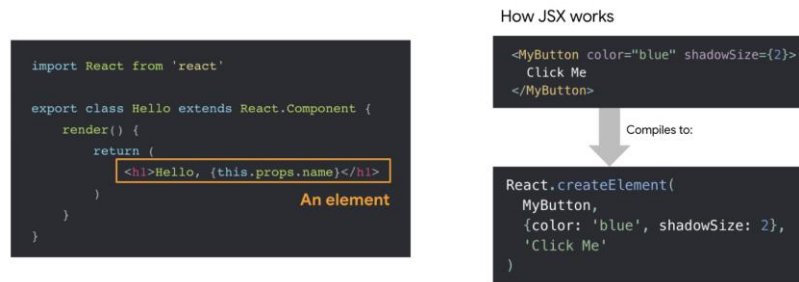 import React from 'react'
export class Hello extends React.Component {
render() {
return (
<h1>Hello, {this.props.name}</h1>
)
An element
}
}
How JSX works
<MyButton color="blue" shadowSize={2}>
Click Me
</MyButton>
Compiles to:
React.createElement(
MyButton,
{color: 'blue', shadowSize: 2},
'Click Me'
)